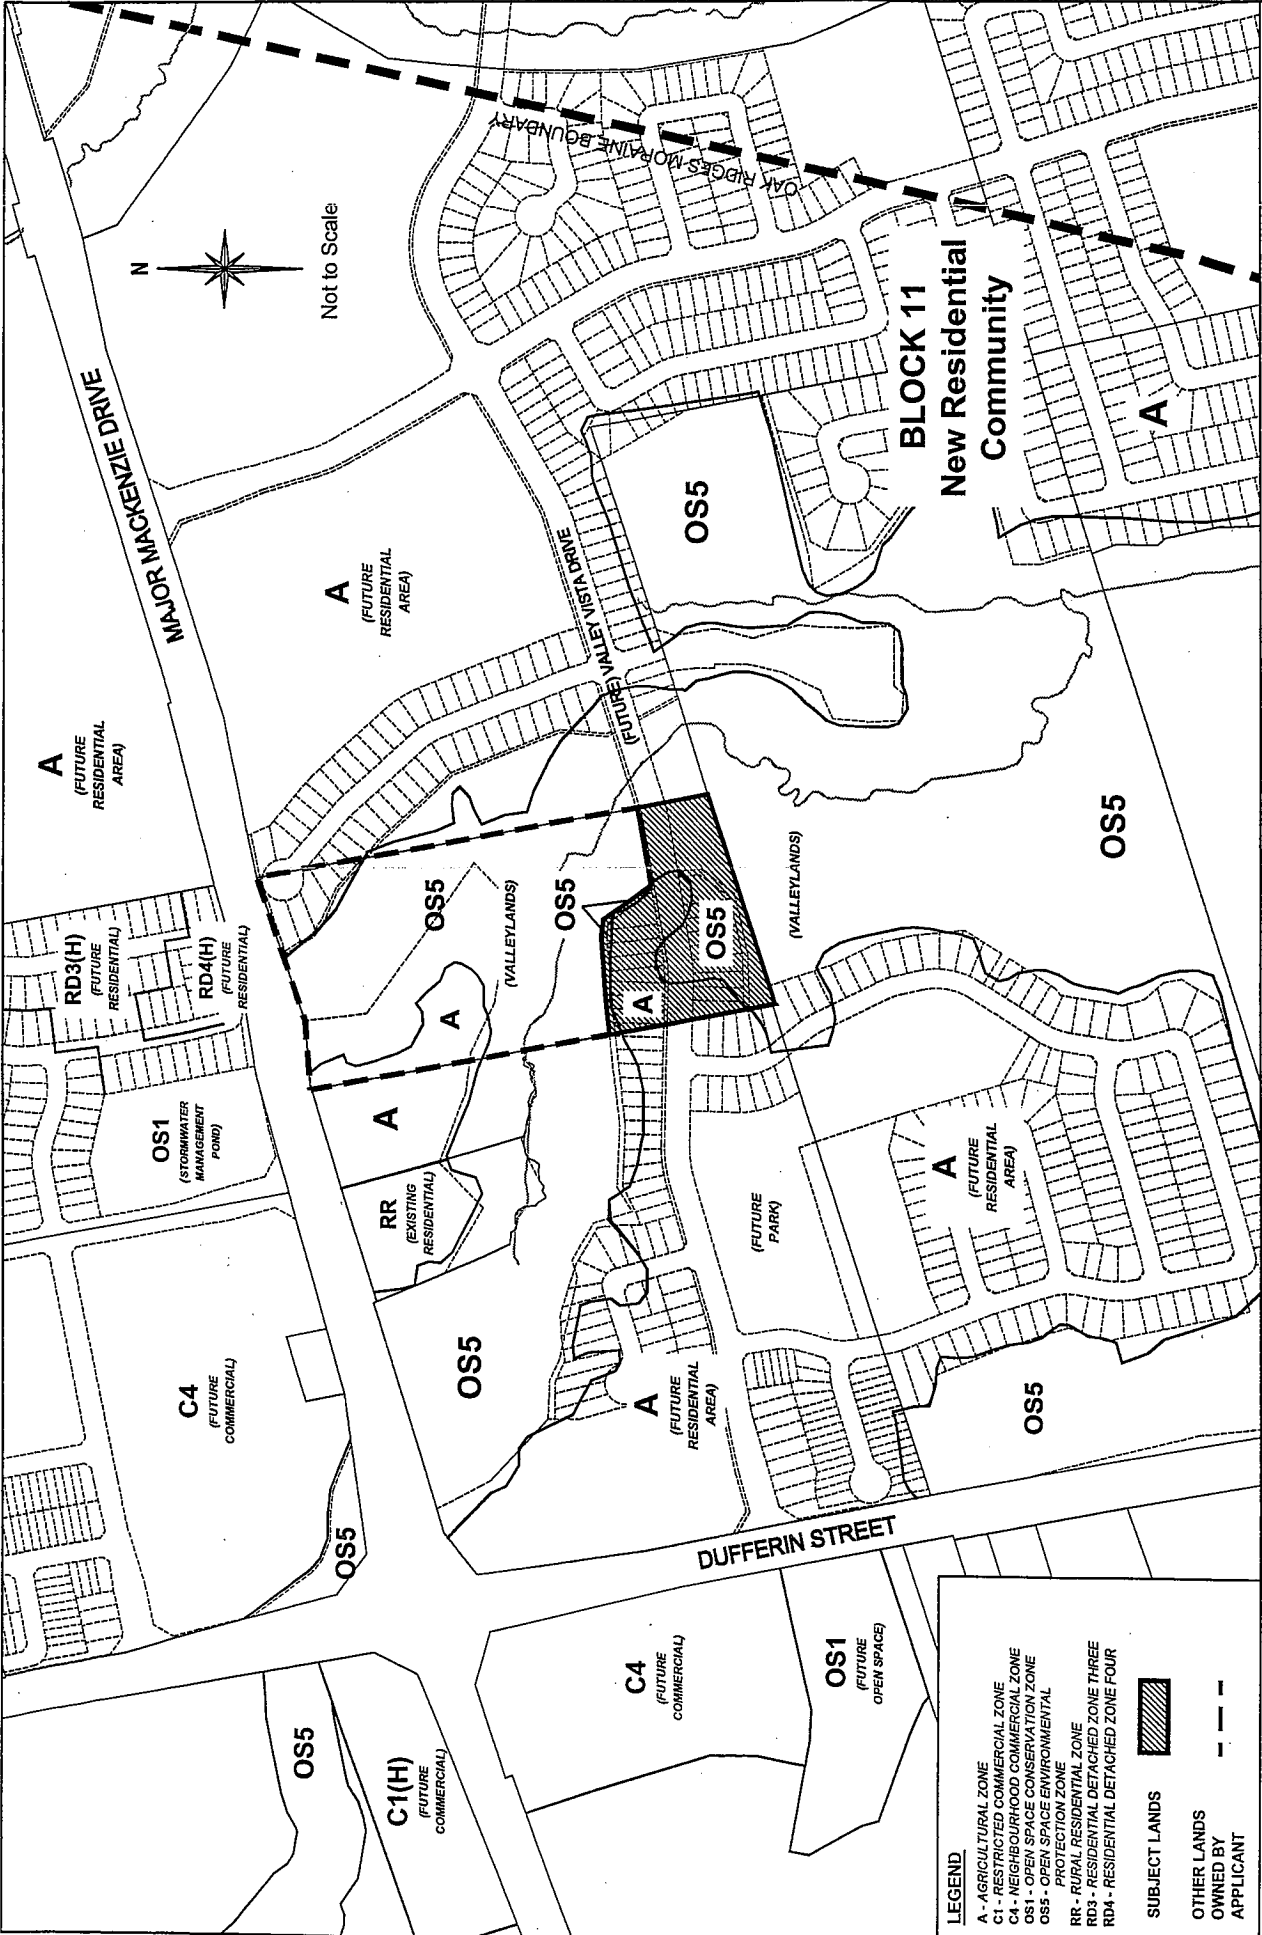 MAJOR MACKENZIE DRIVE
N
Not to Scale
OAK RIDGES MORAINE BOUNDARY
A
(FUTURE
RESIDENTIAL
AREA)
RD3(H)
(FUTURE
RESIDENTIAL)
RD4(H)
(FUTURE
RESIDENTIAL)
OS1
(STORMWATER
MANAGEMENT
POND)
C4
(FUTURE
COMMERCIAL)
OS5
OS5
C1(H)
(FUTURE
COMMERCIAL)
A
(FUTURE
RESIDENTIAL
AREA)
OS5
(VALLEYLANDS)
A
A
RR
(EXISTING
RESIDENTIAL)
OS5
(FUTURE) VALLEY VISTA DRIVE
OS5
OS5
A
OS5
(VALLEYLANDS)
(FUTURE
PARK)
A
(FUTURE
RESIDENTIAL
AREA)
DUFFERIN STREET
C4
(FUTURE
COMMERCIAL)
OS1
(FUTURE
OPEN SPACE)
BLOCK 11
New Residential
Community
A
OS5
A
(FUTURE
RESIDENTIAL
AREA)
OS5
LEGEND
A - AGRICULTURAL ZONE
C1 - RESTRICTED COMMERCIAL ZONE
C4 - NEIGHBOURHOOD COMMERCIAL ZONE
OS1 - OPEN SPACE CONSERVATION ZONE
OS5 - OPEN SPACE ENVIRONMENTAL
PROTECTION ZONE
RR - RURAL RESIDENTIAL ZONE
RD3 - RESIDENTIAL DETACHED ZONE THREE
RD4 - RESIDENTIAL DETACHED ZONE FOUR
SUBJECT LANDS
OTHER LANDS
OWNED BY
APPLICANT